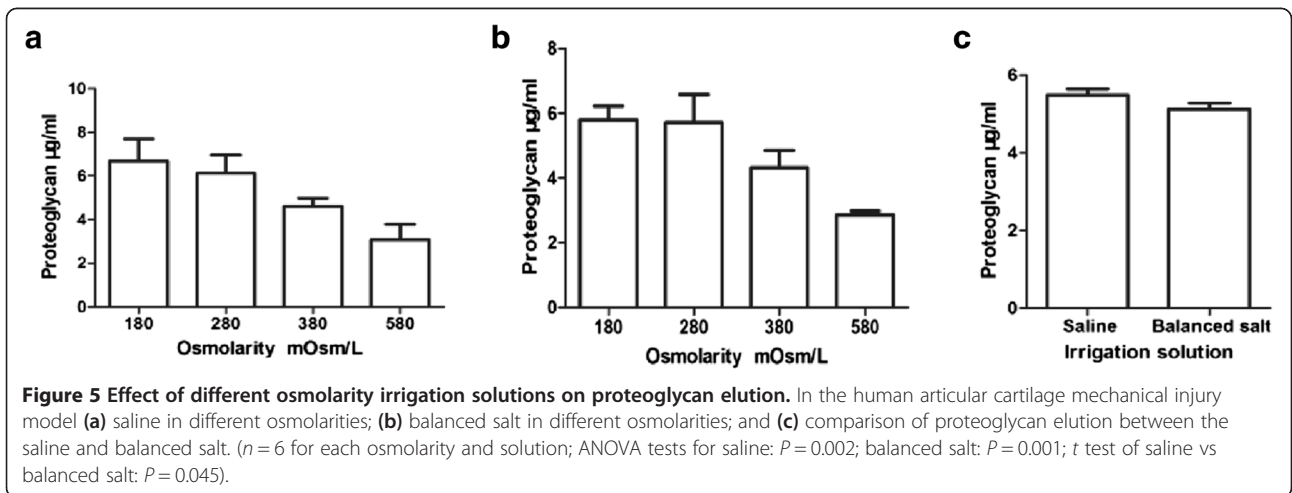 a
10
8
6
4
2
0
Proteoglycan µg/ml
180 280 380 580
Osmolarity mOsm/L
b
8
6
4
2
0
Proteoglycan µg/ml
180 280 380 580
Osmolarity mOsm/L
c
6
4
2
0
Proteoglycan µg/ml
Saline Balanced salt
Irrigation solution
Figure 5 Effect of different osmolarity irrigation solutions on proteoglycan elution. In the human articular cartilage mechanical injury
model (a) saline in different osmolarities; (b) balanced salt in different osmolarities; and (c) comparison of proteoglycan elution between the
saline and balanced salt. (n = 6 for each osmolarity and solution; ANOVA tests for saline: P = 0.002; balanced salt: P = 0.001; t test of saline vs
balanced salt: P = 0.045).